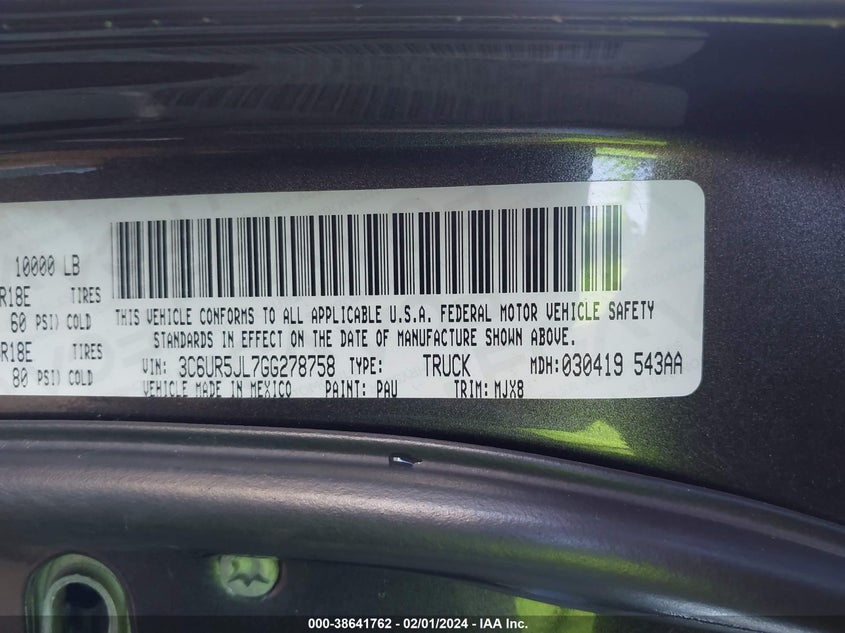 10000 LB
R18E TIRES
60 PSI) COLD
R18E TIRES
80 PSI) COLD
THIS VEHICLE CONFORMS TO ALL APPLICABLE U.S.A. FEDERAL MOTOR VEHICLE SAFETY
STANDARDS IN EFFECT ON THE DATE OF MANUFACTURE SHOWN ABOVE.
VIN: 3C6UR5JL7GG278758 TYPE: TRUCK MDH:030419 543AA
VEHICLE MADE IN MEXICO PAINT: PAU TRIM: MJX8
000-38641762 - 02/01/2024 - IAA Inc.